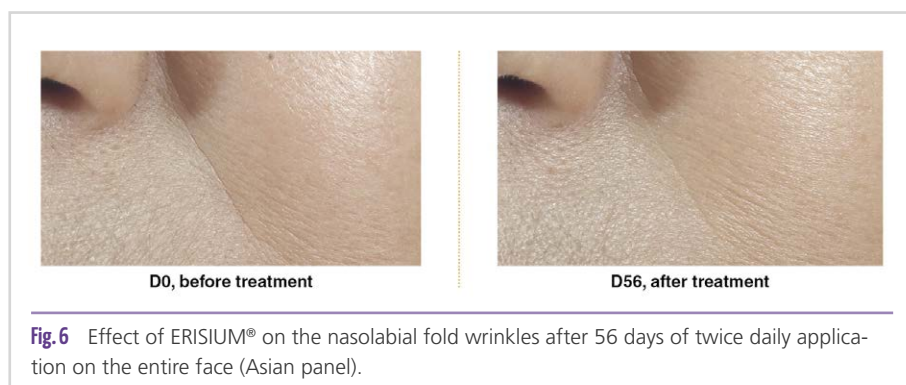 D0, before treatment
D56, after treatment
Fig. 6 Effect of ERISIUM® on the nasolabial fold wrinkles after 56 days of twice daily applica-
tion on the entire face (Asian panel).